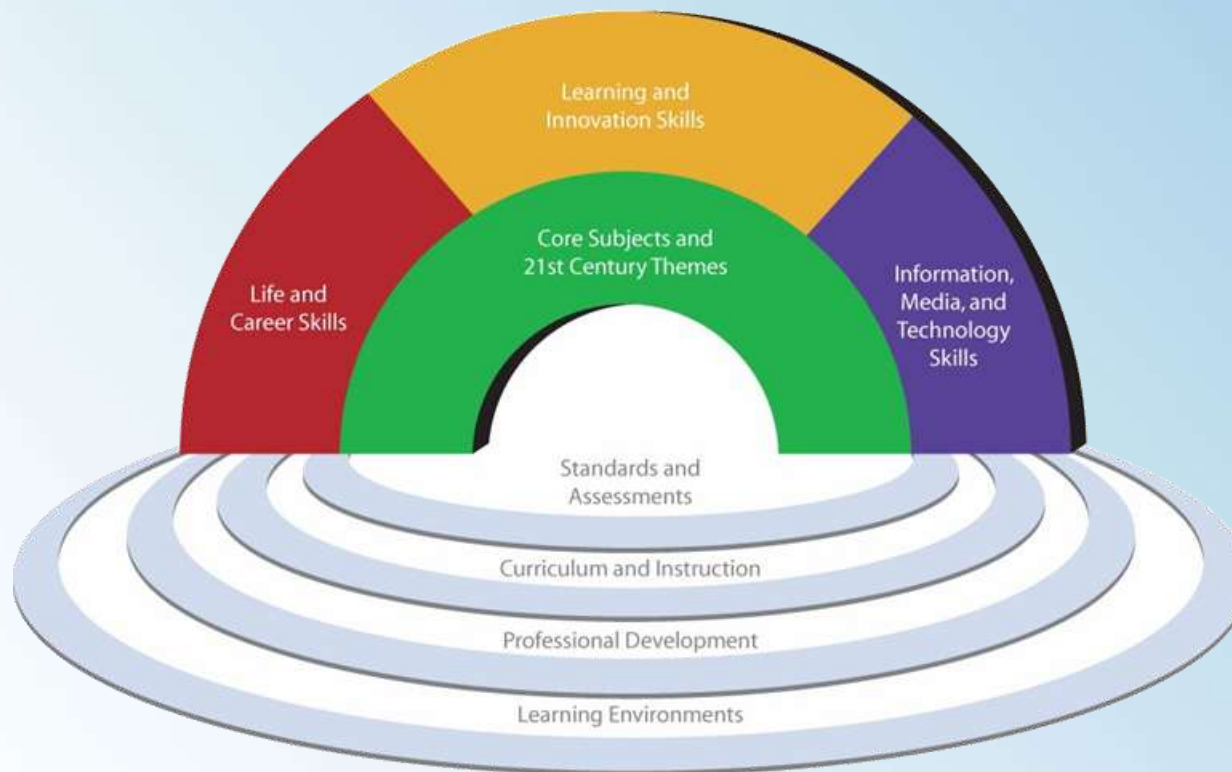 Learning and
Innovation Skills
Core Subjects and
21st Century Themes
Life and
Career Skills
Information,
Media, and
Technology
Skills
Standards and
Assessments
Curriculum and Instruction
Professional Development
Learning Environments